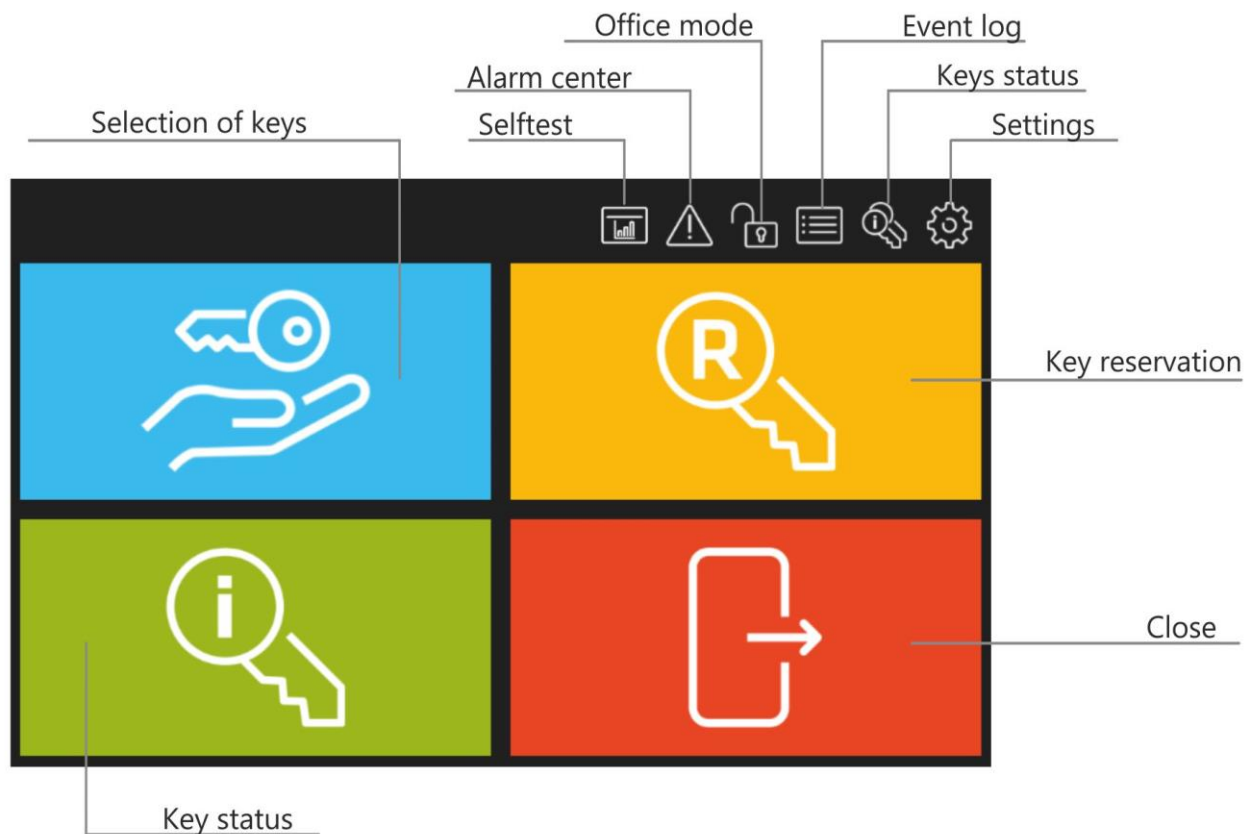 Office mode
Event log
Alarm center
Keys status
Selection of keys
Selftest
Settings
R
Key reservation
i
Close
Key status